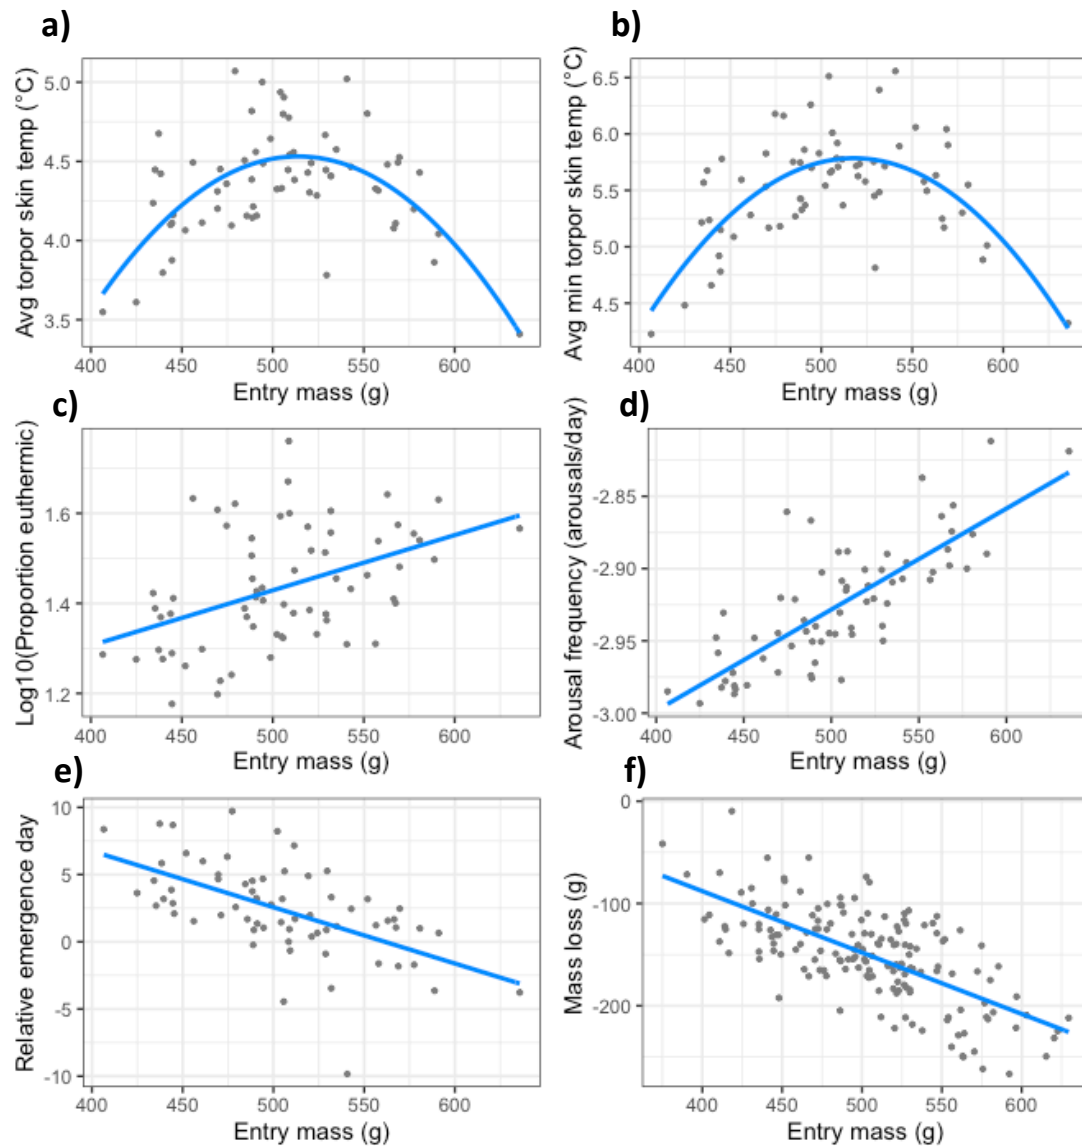 a)
b)
Avg torpor skin temp (°C)
5.0
4.5
4.0
3.5
400 450 500 550 600
Entry mass (g)
Avg min torpor skin temp (°C)
6.5
6.0
5.5
5.0
4.5
400 450 500 550 600
Entry mass (g)
c)
d)
Log10(Proportion euthermic)
1.6
1.4
1.2
400 450 500 550 600
Entry mass (g)
Arousal frequency (arousals/day)
-2.85
-2.90
-2.95
-3.00
400 450 500 550 600
Entry mass (g)
e)
f)
Relative emergence day
10
5
0
-5
-10
400 450 500 550 600
Entry mass (g)
Mass loss (g)
0
-100
-200
400 450 500 550 600
Entry mass (g)